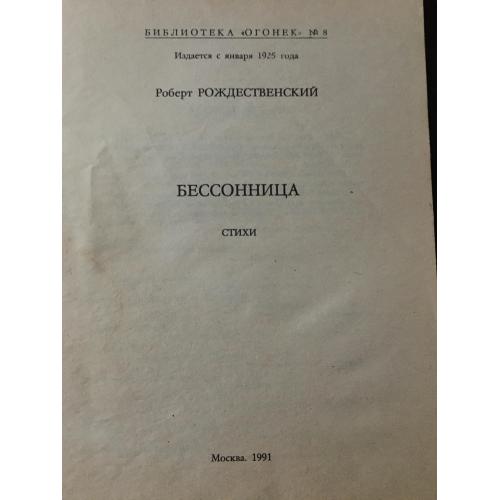 БИБЛИОТЕКА «ОГОНЕК» № 8
Издается с января 1925 года
Роберт РОЖДЕСТВЕНСКИЙ
БЕССОННИЦА
СТИХИ
Москва. 1991